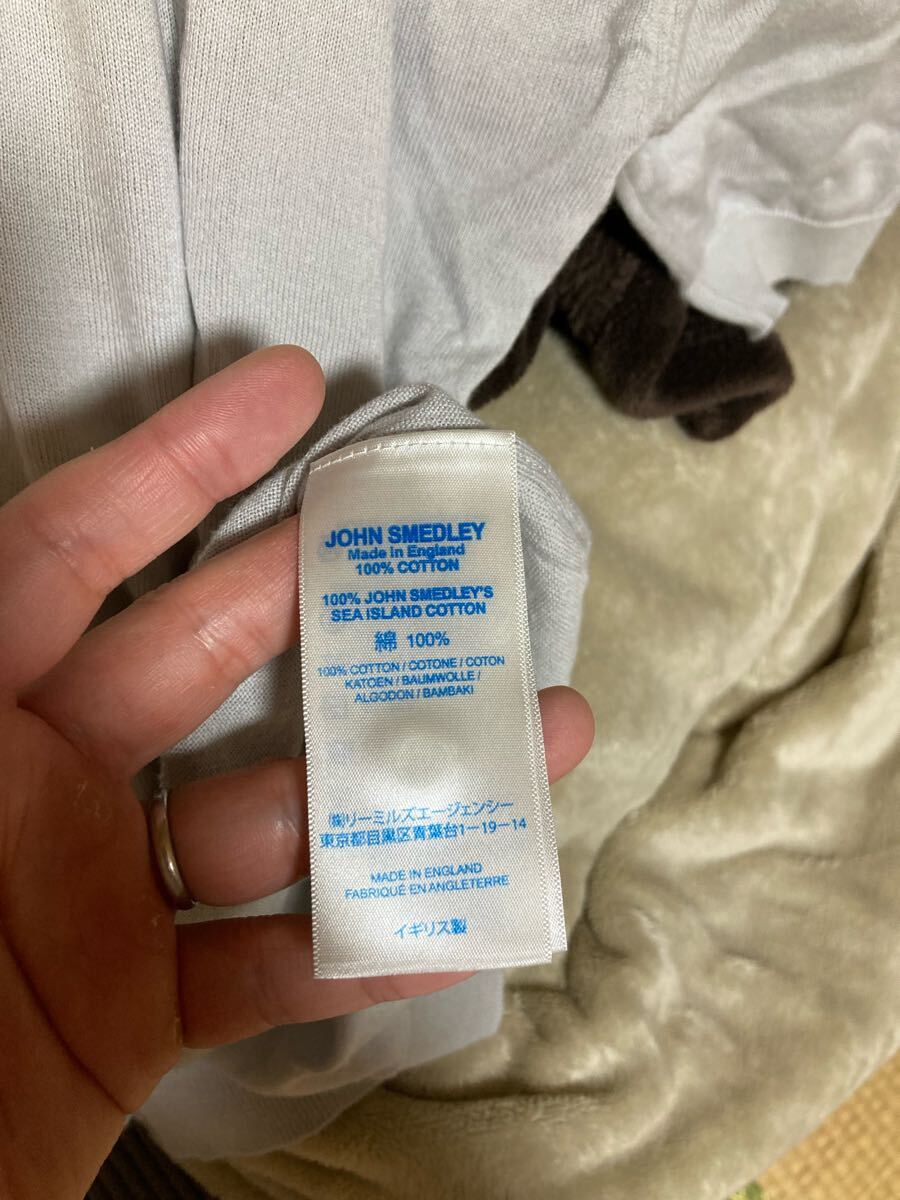 JOHN SMEDLEY
Made in England
100% COTTON
100% JOHN SMEDLEY'S
SEA ISLAND COTTON
綿 100%
100% COTTON / COTONE / COTON
KATOEN / BAUMWOLLE /
ALGODON / BAMBAKI
㈱リーミルズエージェンシー
東京都目黒区青葉台1-19-14
MADE IN ENGLAND
FABRIQUE EN ANGLETERRE
イギリス製